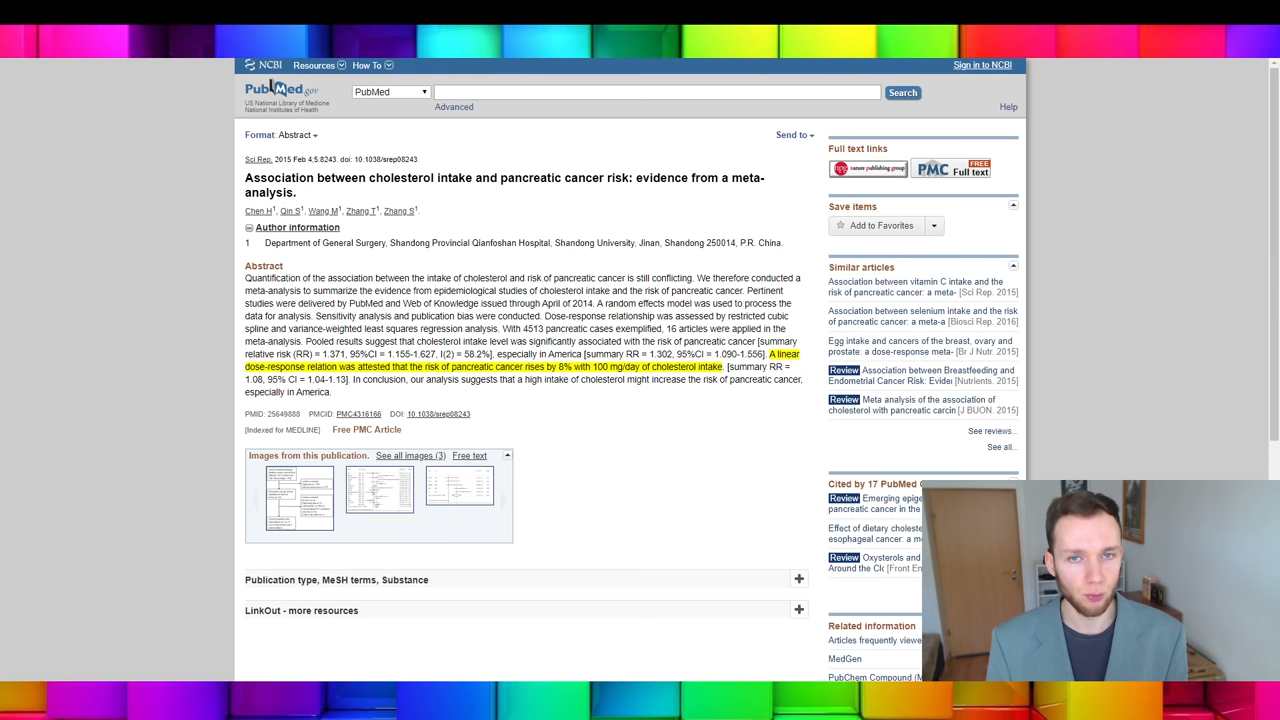 NCBI Resources How To Sign in to NCBI
PubMed.gov
US National Library of Medicine
National Institutes of Health
PubMed
Search
Advanced
Help
Format: Abstract
Send to
Sci Rep. 2015 Feb 4;5:8243. doi: 10.1038/srep08243.
Association between cholesterol intake and pancreatic cancer risk: evidence from a meta-
analysis.
Chen H1, Qin S1, Wang M1, Zhang T1, Zhang S1.
Author information
1 Department of General Surgery, Shandong Provincial Qianfoshan Hospital, Shandong University, Jinan, Shandong 250014, P.R. China.
Abstract
Quantification of the association between the intake of cholesterol and risk of pancreatic cancer is still conflicting. We therefore conducted a
meta-analysis to summarize the evidence from epidemiological studies of cholesterol intake and the risk of pancreatic cancer. Pertinent
studies were delivered by PubMed and Web of Knowledge issued through April of 2014. A random effects model was used to process the
data for analysis. Sensitivity analysis and publication bias were conducted. Dose-response relationship was assessed by restricted cubic
spline and variance-weighted least squares regression analysis. With 4513 pancreatic cases exemplified, 16 articles were applied in the
meta-analysis. Pooled results suggest that cholesterol intake level was significantly associated with the risk of pancreatic cancer [summary
relative risk (RR) = 1.371, 95%CI = 1.155-1.627, I(2) = 58.2%], especially in America [summary RR = 1.302, 95%CI = 1.090-1.556]. A linear
dose-response relation was attested that the risk of pancreatic cancer rises by 8% with 100 mg/day of cholesterol intake. [summary RR =
1.08, 95% CI = 1.04-1.13]. In conclusion, our analysis suggests that a high intake of cholesterol might increase the risk of pancreatic cancer,
especially in America.
PMID: 25649888 PMCID: PMC4316166 DOI: 10.1038/srep08243
[Indexed for MEDLINE] Free PMC Article
Images from this publication. See all images (3) Free text
Publication type, MeSH terms, Substance
LinkOut - more resources
Full text links
nature publishing group
PMC FREE Full text
Save items
Add to Favorites
Similar articles
Association between vitamin C intake and the
risk of pancreatic cancer: a meta- [Sci Rep. 2015]
Association between selenium intake and the risk
of pancreatic cancer: a meta-a [Biosci Rep. 2016]
Egg intake and cancers of the breast, ovary and
prostate: a dose-response meta- [Br J Nutr. 2015]
Review Association between Breastfeeding and
Endometrial Cancer Risk: Evider [Nutrients. 2015]
Review Meta analysis of the association of
cholesterol with pancreatic carcin [J BUON. 2015]
See reviews...
See all...
Cited by 17 PubMed
Review Emerging epige
pancreatic cancer in the
Effect of dietary choleste
esophageal cancer: a m
Review Oxysterols and
Around the Clo [Front En
Related information
Articles frequently viewe
MedGen
PubChem Compound (M